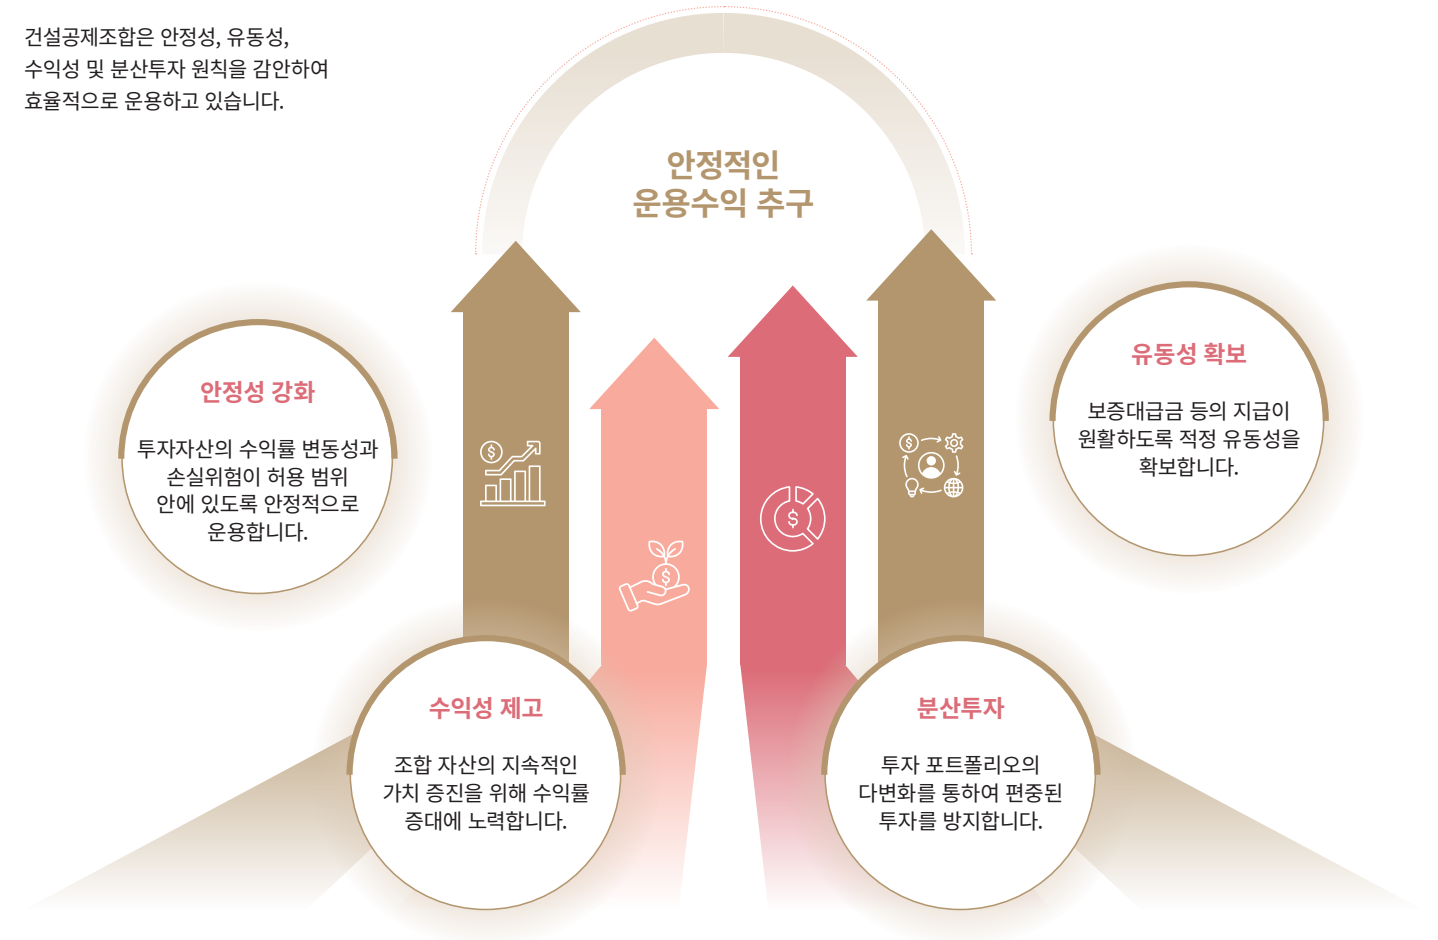 건설공제조합은 안정성, 유동성,
수익성 및 분산투자 원칙을 감안하여
효율적으로 운용하고 있습니다.
안정적인
운용수익 추구
안정성 강화
투자자산의 수익률 변동성과
손실위험이 허용 범위
안에 있도록 안정적으로
운용합니다.
수익성 제고
조합 자산의 지속적인
가치 증진을 위해 수익률
증대에 노력합니다.
분산투자
투자 포트폴리오의
다변화를 통하여 편중된
투자를 방지합니다.
유동성 확보
보증대급금 등의 지급이
원활하도록 적정 유동성을
확보합니다.